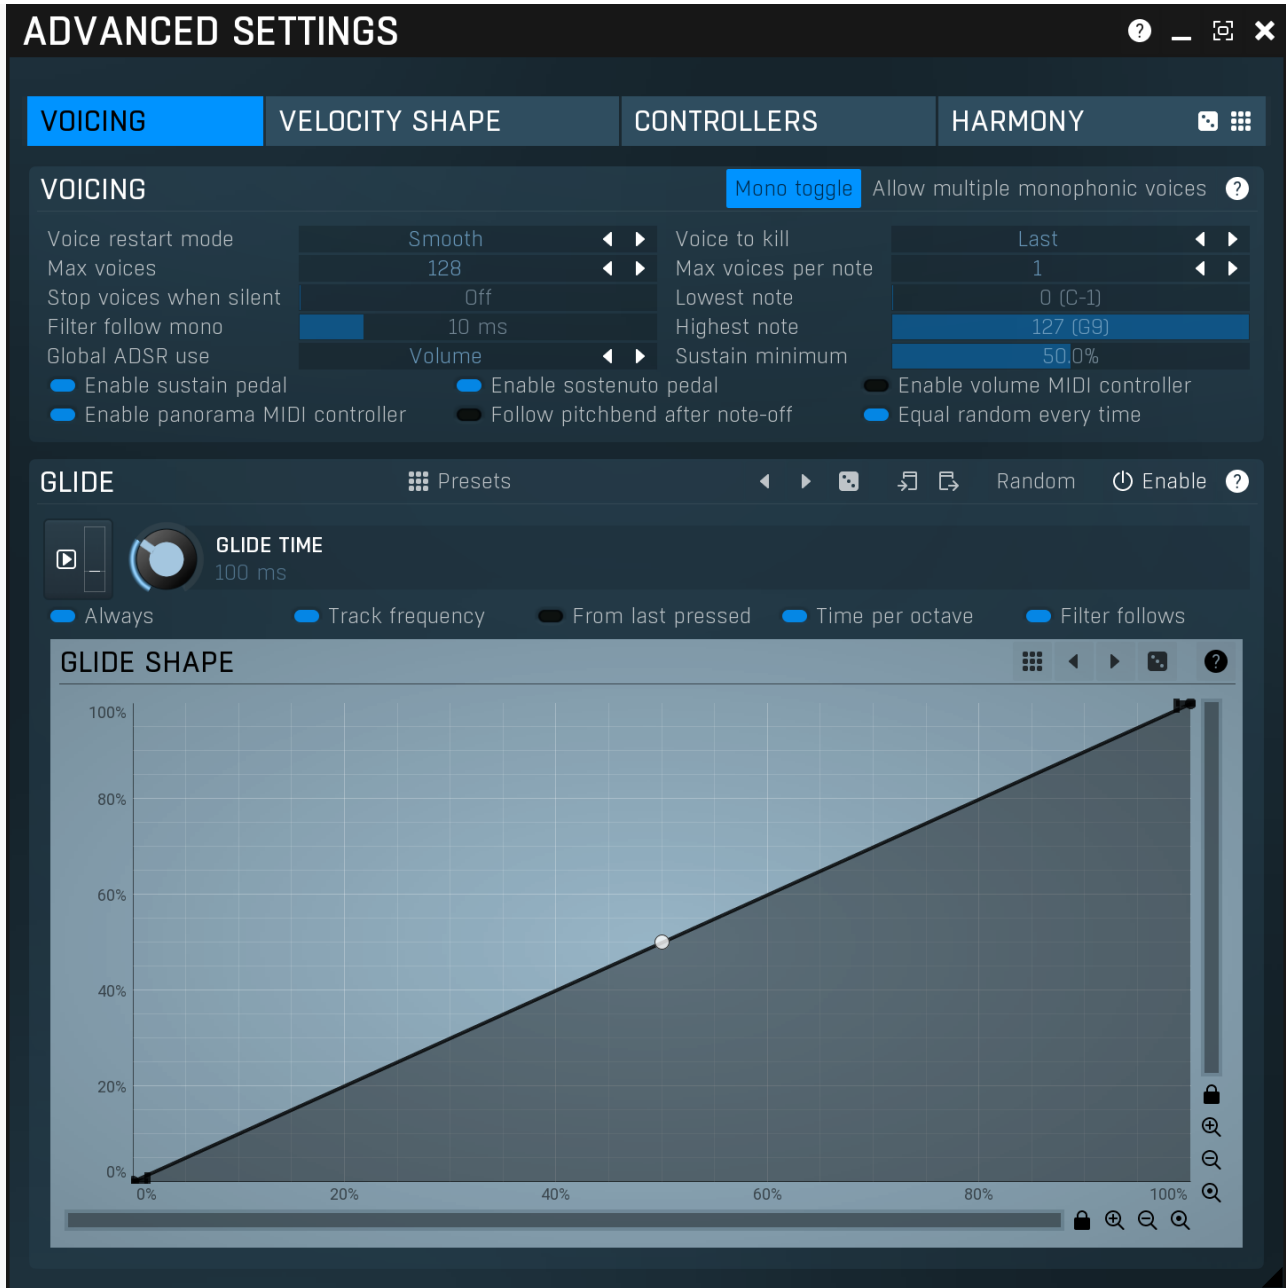 ADVANCED SETTINGS
VOICING VELOCITY SHAPE CONTROLLERS HARMONY
VOICING Mono toggle Allow multiple monophonic voices ?
Voice restart mode Smooth Voice to kill Last
Max voices 128 Max voices per note 1
Stop voices when silent Off Lowest note 0 (C-1)
Filter follow mono 10 ms Highest note 127 (G9)
Global ADSR use Volume Sustain minimum 50.0%
Enable sustain pedal Enable sostenuto pedal Enable volume MIDI controller
Enable panorama MIDI controller Follow pitchbend after note-off Equal random every time
GLIDE Presets Random Enable ?
GLIDE TIME
100 ms
Always Track frequency From last pressed Time per octave Filter follows
GLIDE SHAPE ?
100%
80%
60%
40%
20%
0%
0% 20% 40% 60% 80% 100%